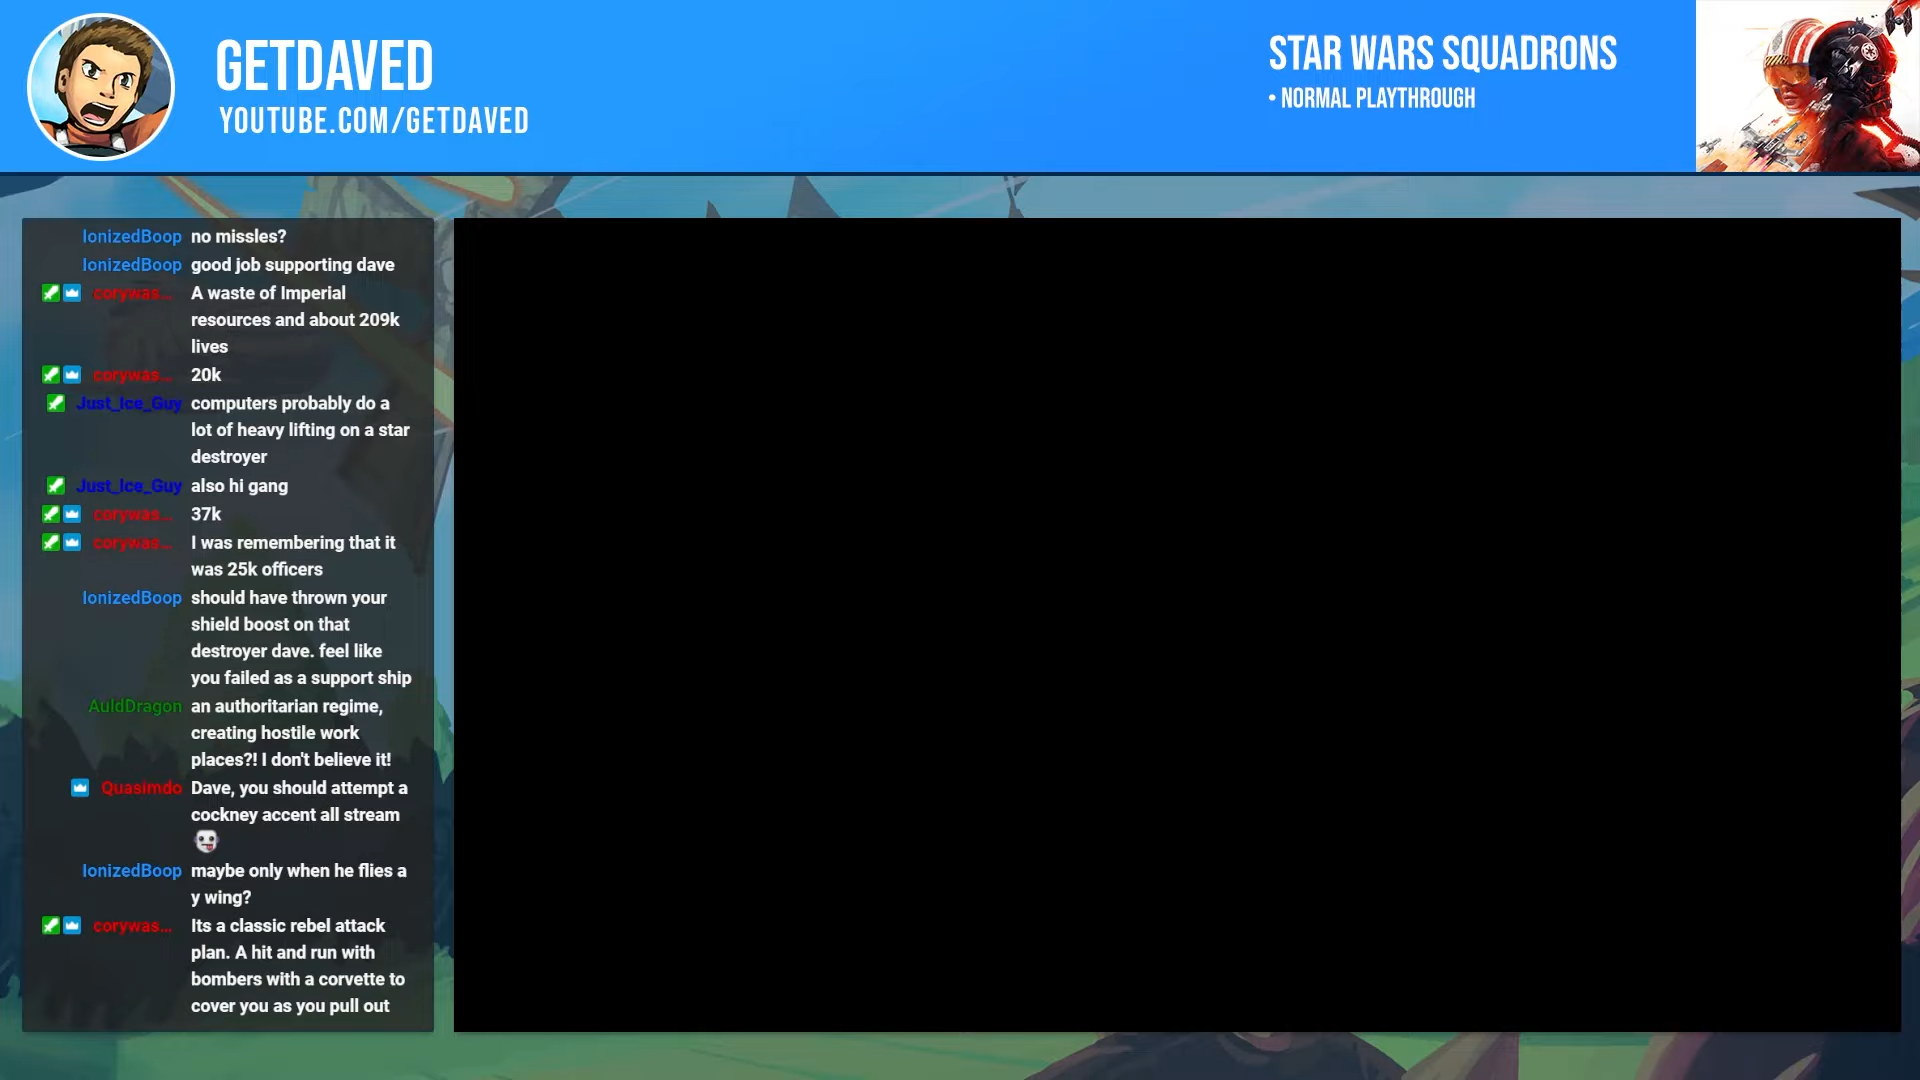 GETDAVED
YOUTUBE.COM/GETDAVED
STAR WARS SQUADRONS
• NORMAL PLAYTHROUGH
IonizedBoop no missles?
IonizedBoop good job supporting dave
corywas... A waste of Imperial
resources and about 209k
lives
corywas... 20k
Just_Ice_Guy computers probably do a
lot of heavy lifting on a star
destroyer
Just_Ice_Guy also hi gang
corywas... 37k
corywas... I was remembering that it
was 25k officers
IonizedBoop should have thrown your
shield boost on that
destroyer dave. feel like
you failed as a support ship
AuldDragon an authoritarian regime,
creating hostile work
places?! I don't believe it!
Quasimdo Dave, you should attempt a
cockney accent all stream
IonizedBoop maybe only when he flies a
y wing?
corywas... Its a classic rebel attack
plan. A hit and run with
bombers with a corvette to
cover you as you pull out